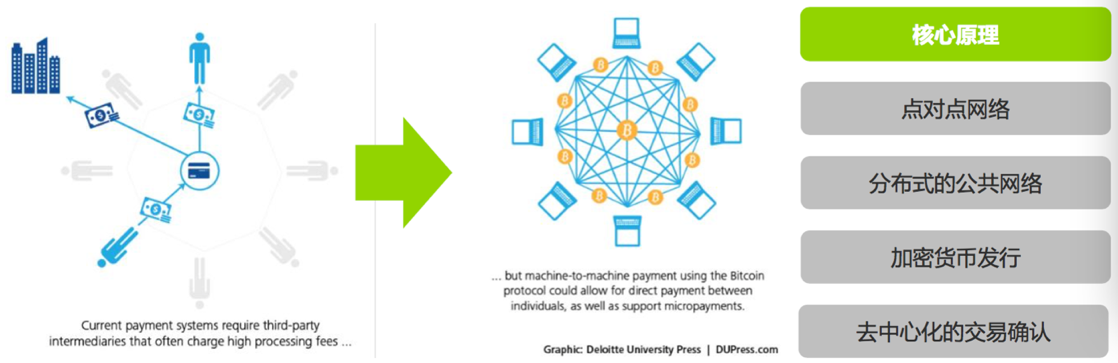 Current payment systems require third-party
intermediaries that often charge high processing fees ...
... but machine-to-machine payment using the Bitcoin
protocol could allow for direct payment between
individuals, as well as support micropayments.
Graphic: Deloitte University Press | DUPress.com
核心原理
点对点网络
分布式的公共网络
加密货币发行
去中心化的交易确认